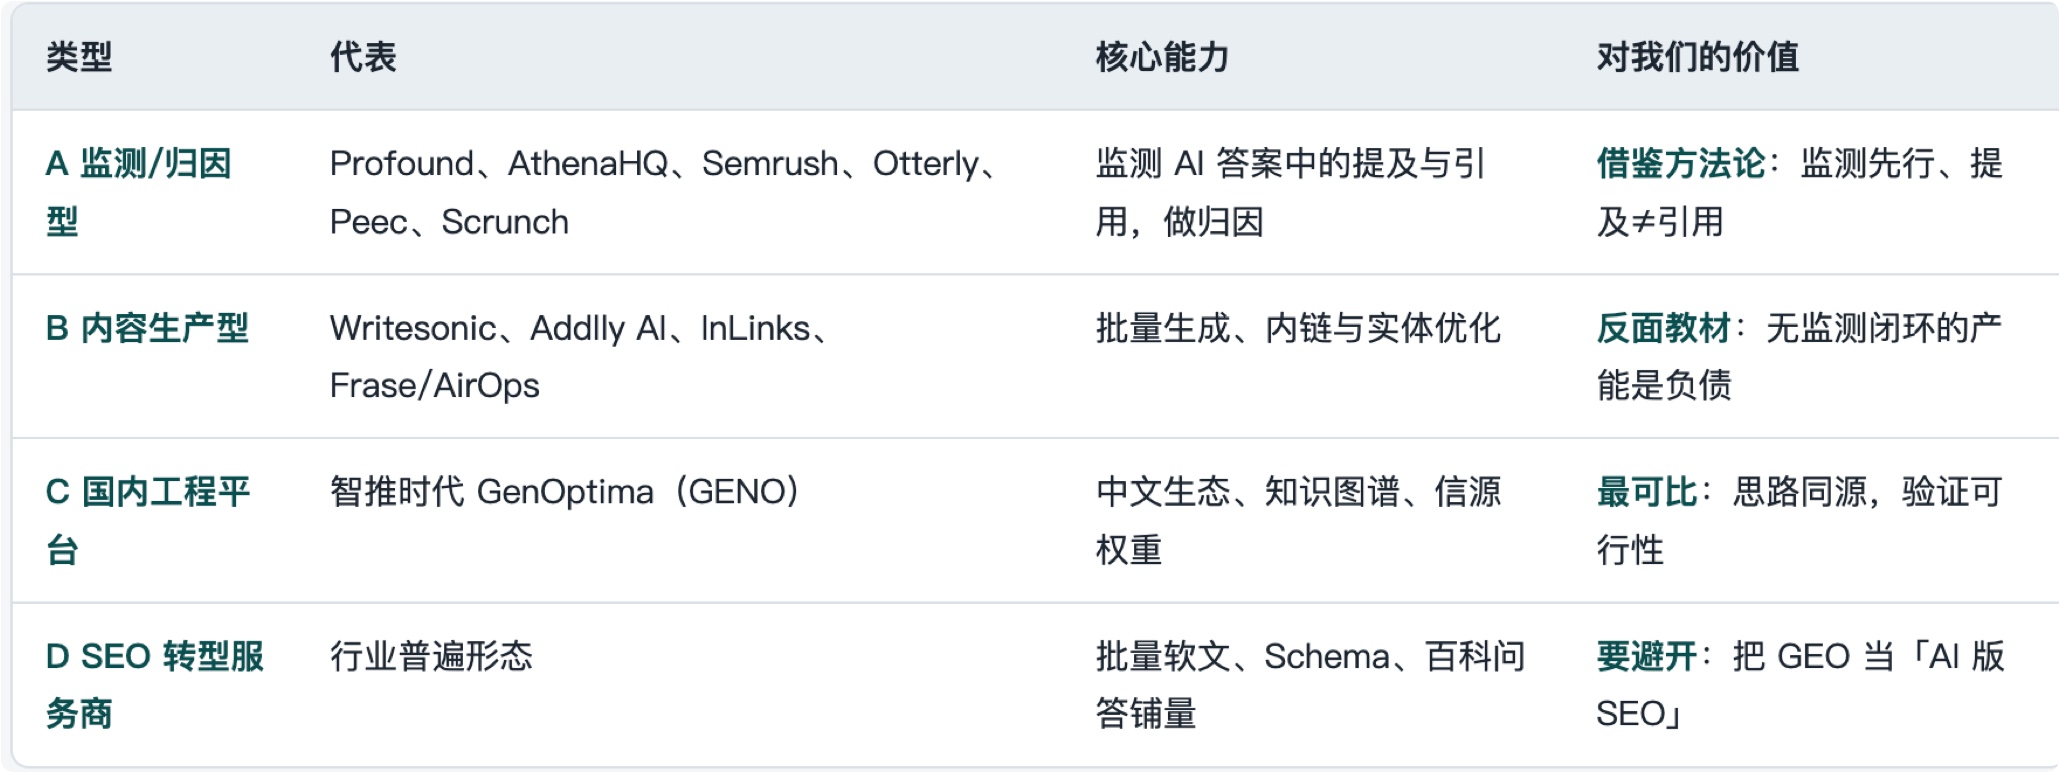 类型 代表 核心能力 对我们的价值
A 监测/归因 Profound、AthenaHQ、Semrush、Otterly、 监测 AI 答案中的提及与引 借鉴方法论：监测先行、提
型 Peec、Scrunch 用，做归因 及≠引用
B 内容生产型 Writesonic、Addlly AI、InLinks、 批量生成、内链与实体优化 反面教材：无监测闭环的产
Frase/AirOps 能是负债
C 国内工程平 智推时代 GenOptima（GENO） 中文生态、知识图谱、信源 最可比：思路同源，验证可
台 权重 行性
D SEO 转型服 行业普遍形态 批量软文、Schema、百科问 要避开：把 GEO 当「AI 版
务商 答铺量 SEO」